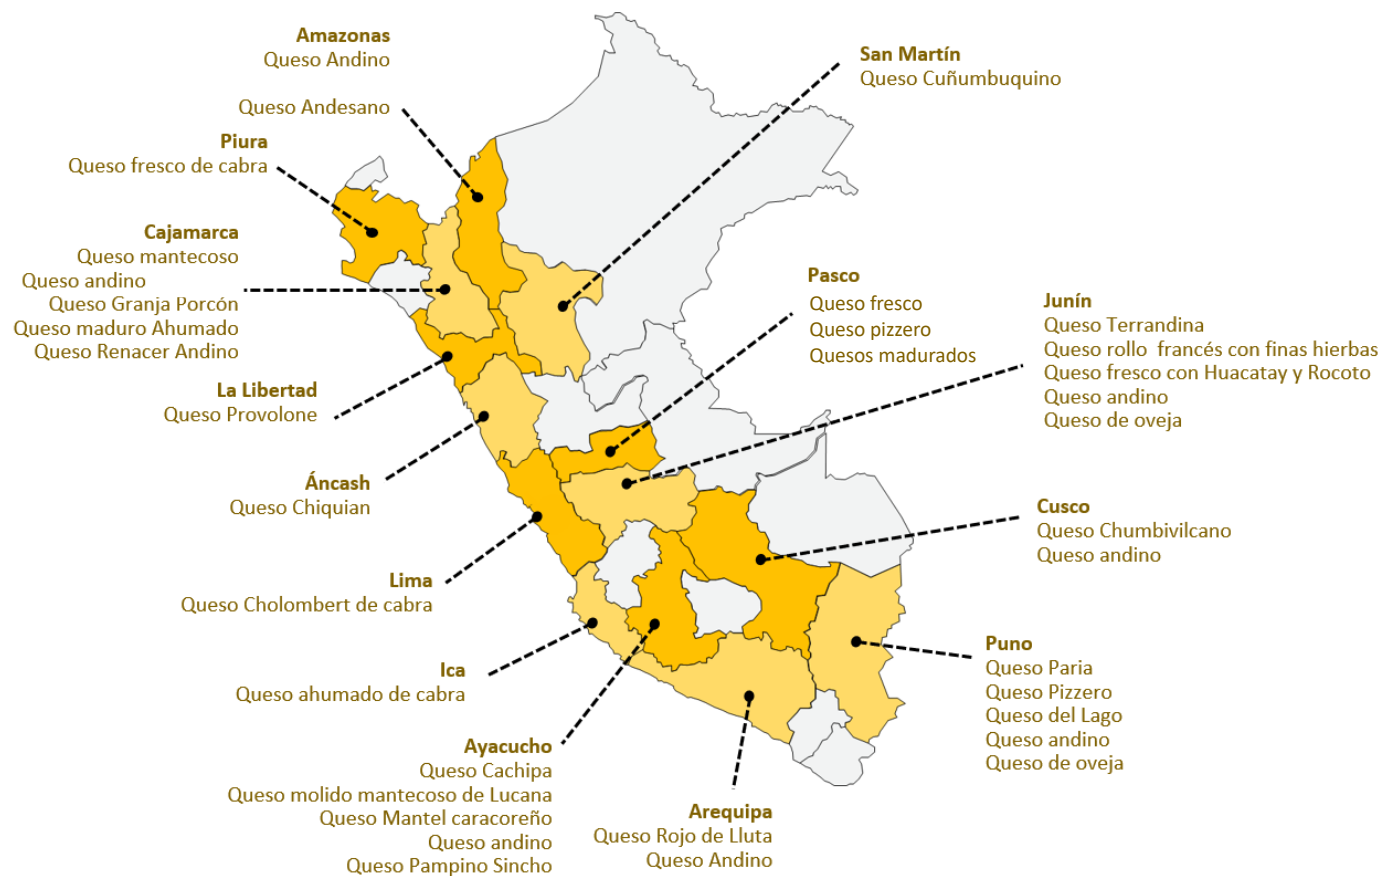 Amazonas
Queso Andino
Queso Andesano
San Martín
Queso Cuñumbuquino
Piura
Queso fresco de cabra
Cajamarca
Queso mantecoso
Queso andino
Queso Granja Porcón
Queso maduro Ahumado
Queso Renacer Andino
La Libertad
Queso Provolone
Áncash
Queso Chiquian
Lima
Queso Cholombert de cabra
Ica
Queso ahumado de cabra
Ayacucho
Queso Cachipa
Queso molido mantecoso de Lucana
Queso Mantel caracoreño
Queso andino
Queso Pampino Sincho
Arequipa
Queso Rojo de Lluta
Queso Andino
Pasco
Queso fresco
Queso pizzero
Quesos madurados
Junín
Queso Terrandina
Queso rollo francés con finas hierbas
Queso fresco con Huacatay y Rocoto
Queso andino
Queso de oveja
Cusco
Queso Chumbivilcano
Queso andino
Puno
Queso Paria
Queso Pizzero
Queso del Lago
Queso andino
Queso de oveja